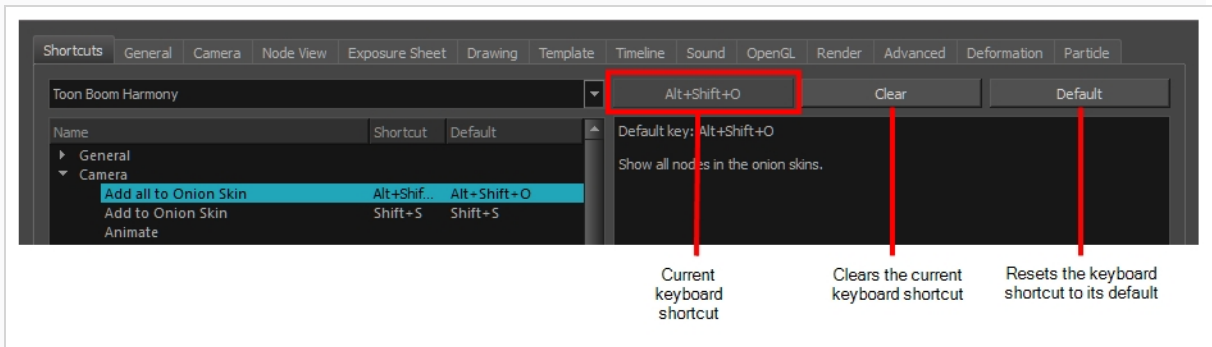 Shortcuts General Camera Node View Exposure Sheet Drawing Template Timeline Sound OpenGL Render Advanced Deformation Particle
Toon Boom Harmony Alt+Shift+O Clear Default
Name Shortcut Default
Default key: Alt+Shift+O
General
Show all nodes in the onion skins.
Camera
Add all to Onion Skin Alt+Shif... Alt+Shift+O
Add to Onion Skin Shift+S Shift+S
Animate
Current
keyboard
shortcut
Clears the current
keyboard shortcut
Resets the keyboard
shortcut to its default